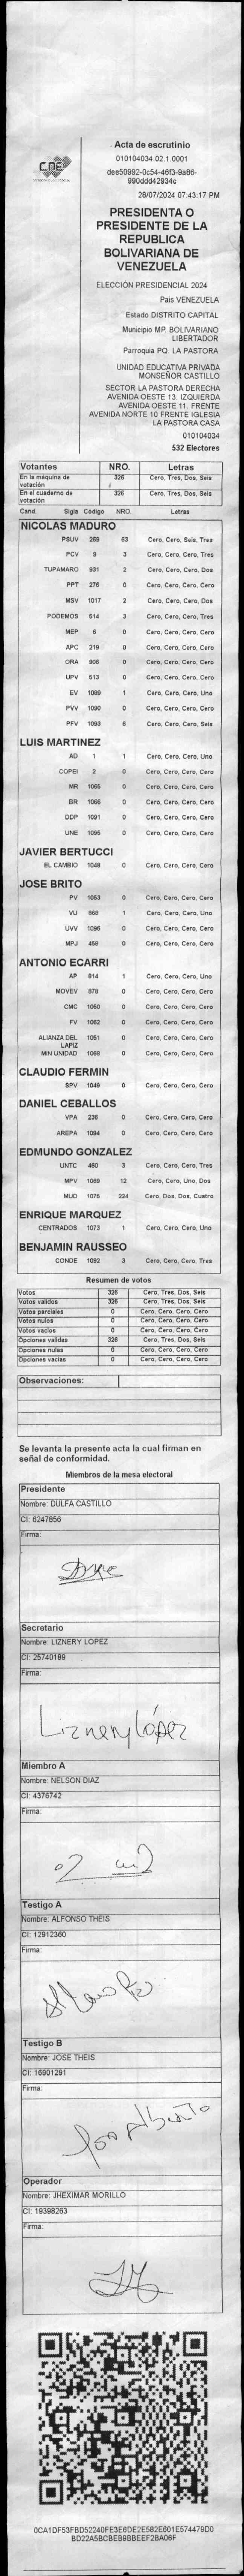 CNE
Acta de escrutinio
010104034.02.1.0001
dee50992-0c54-46f3-9a86-
990ddd42934c
28/07/2024 07:43:17 PM
PRESIDENTA O
PRESIDENTE DE LA
REPUBLICA
BOLIVARIANA DE
VENEZUELA
ELECCIÓN PRESIDENCIAL 2024
Pais VENEZUELA
Estado DISTRITO CAPITAL
Municipio MP. BOLIVARIANO
LIBERTADOR
Parroquia PQ. LA PASTORA
UNIDAD EDUCATIVA PRIVADA
MONSEÑOR CASTILLO
SECTOR LA PASTORA DERECHA
AVENIDA OESTE 13. IZQUIERDA
AVENIDA OESTE 11. FRENTE
AVENIDA NORTE 10 FRENTE IGLESIA
LA PASTORA CASA
010104034
532 Electores
Votantes NRO. Letras
En la máquina de votación 326 Cero, Tres, Dos, Seis
En el cuaderno de votación 326 Cero, Tres, Dos, Seis
Cand. Sigla Código NRO. Letras
NICOLAS MADURO
PSUV 269 63 Cero, Cero, Seis, Tres
PCV 8 3 Cero, Cero, Cero, Tres
TUPAMARO 931 2 Cero, Cero, Cero, Dos
PPT 276 0 Cero, Cero, Cero, Cero
MSV 1017 2 Cero, Cero, Cero, Dos
PODEMOS 514 3 Cero, Cero, Cero, Tres
MEP 6 0 Cero, Cero, Cero, Cero
APC 219 0 Cero, Cero, Cero, Cero
ORA 906 0 Cero, Cero, Cero, Cero
UPV 513 0 Cero, Cero, Cero, Cero
EV 1089 1 Cero, Cero, Cero, Uno
PVV 1090 0 Cero, Cero, Cero, Cero
PFV 1093 6 Cero, Cero, Cero, Seis
LUIS MARTINEZ
AD 1 1 Cero, Cero, Cero, Uno
COPEI 2 0 Cero, Cero, Cero, Cero
MR 1065 0 Cero, Cero, Cero, Cero
BR 1066 0 Cero, Cero, Cero, Cero
DDP 1091 0 Cero, Cero, Cero, Cero
UNE 1095 0 Cero, Cero, Cero, Cero
JAVIER BERTUCCI
EL CAMBIO 1048 0 Cero, Cero, Cero, Cero
JOSE BRITO
PV 1053 0 Cero, Cero, Cero, Cero
VU 868 1 Cero, Cero, Cero, Uno
UVV 1096 0 Cero, Cero, Cero, Cero
MPJ 458 0 Cero, Cero, Cero, Cero
ANTONIO ECARRI
AP 814 1 Cero, Cero, Cero, Uno
MOVEV 978 0 Cero, Cero, Cero, Cero
CMC 1050 0 Cero, Cero, Cero, Cero
FV 1062 0 Cero, Cero, Cero, Cero
ALIANZA DEL LAPIZ 1051 0 Cero, Cero, Cero, Cero
MIN UNIDAD 1068 0 Cero, Cero, Cero, Cero
CLAUDIO FERMIN
SPV 1049 0 Cero, Cero, Cero, Cero
DANIEL CEBALLOS
VPA 236 0 Cero, Cero, Cero, Cero
AREPA 1094 0 Cero, Cero, Cero, Cero
EDMUNDO GONZALEZ
UNTC 460 3 Cero, Cero, Cero, Tres
MPV 1069 12 Cero, Cero, Uno, Dos
MUD 1075 224 Cero, Dos, Dos, Cuatro
ENRIQUE MARQUEZ
CENTRADOS 1073 1 Cero, Cero, Cero, Uno
BENJAMIN RAUSSEO
CONDE 1092 3 Cero, Cero, Cero, Tres
Resumen de votos
Votos 326 Cero, Tres, Dos, Seis
Votos validos 326 Cero, Tres, Dos, Seis
Votos parciales 0 Cero, Cero, Cero, Cero
Votos nulos 0 Cero, Cero, Cero, Cero
Votos vacios 0 Cero, Cero, Cero, Cero
Opciones validas 326 Cero, Tres, Dos, Seis
Opciones nulas 0 Cero, Cero, Cero, Cero
Opciones vacias 0 Cero, Cero, Cero, Cero
Observaciones:
Se levanta la presente acta la cual firman en
señal de conformidad.
Miembros de la mesa electoral
Presidente
Nombre: DULFA CASTILLO
CI: 6247856
Firma:
Secretario
Nombre: LIZNERY LOPEZ
CI: 25740189
Firma:
Liznery López
Miembro A
Nombre: NELSON DIAZ
CI: 4376742
Firma:
Testigo A
Nombre: ALFONSO THEIS
CI: 12912360
Firma:
Testigo B
Nombre: JOSE THEIS
CI: 16901291
Firma:
Operador
Nombre: JHEXIMAR MORILLO
CI: 19398263
Firma:
0CA1DF53FBD52240FE3E6DE2E582E601E574479D0
BD22A5BCBEB9BBEEF2BA06F